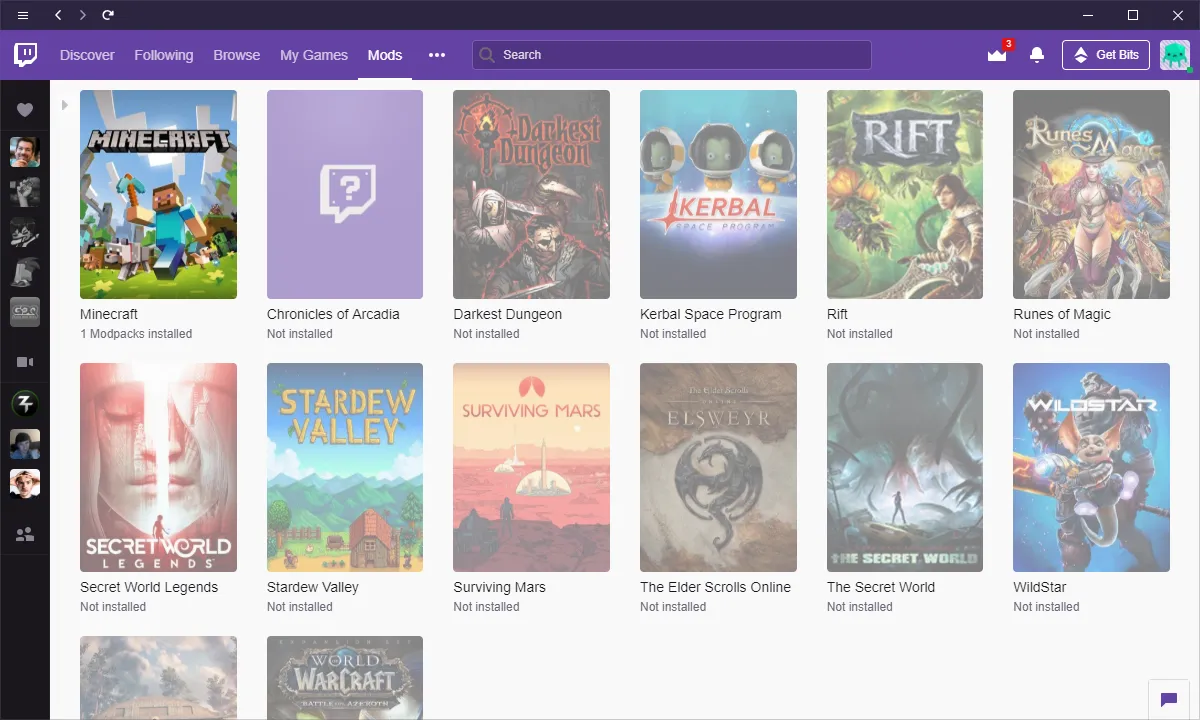 Discover Following Browse My Games Mods ••• Search 3 Get Bits
MINECRAFT
?
Darkest
Dungeon
KERBAL
SPACE PROGRAM
RIFT
Runes
of Magic
Minecraft
1 Modpacks installed
Chronicles of Arcadia
Not installed
Darkest Dungeon
Not installed
Kerbal Space Program
Not installed
Rift
Not installed
Runes of Magic
Not installed
SECRET WORLD
LEGENDS
STARDEW
VALLEY
SURVIVING MARS
The Elder Scrolls
ONLINE
ELSWEYR
THE SECRET WORLD
WILDSTAR
Secret World Legends
Not installed
Stardew Valley
Not installed
Surviving Mars
Not installed
The Elder Scrolls Online
Not installed
The Secret World
Not installed
WildStar
Not installed
EXPANSION SET
WORLD
OF WARCRAFT
BATTLE FOR AZEROTH